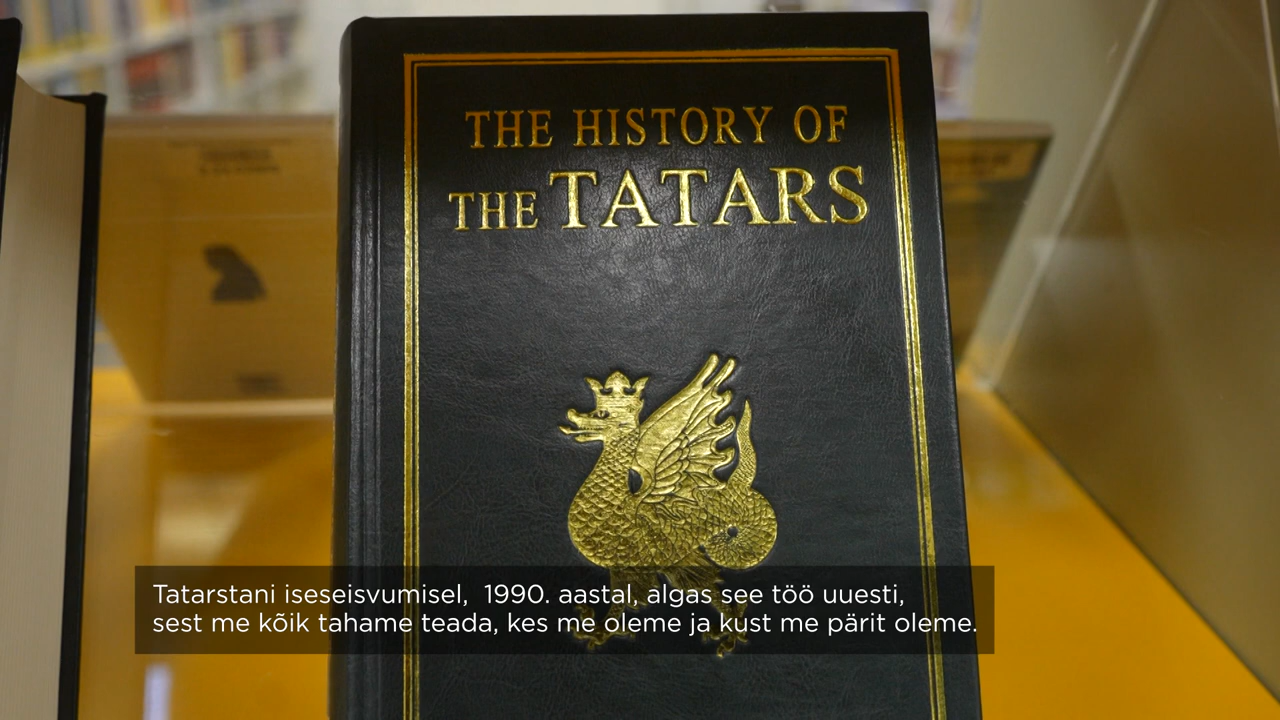 THE HISTORY OF
THE TATARS
Tatarstani iseseisvumisel, 1990. aastal, algas see töö uuesti,
sest me kõik tahame teada, kes me oleme ja kust me pärit oleme.